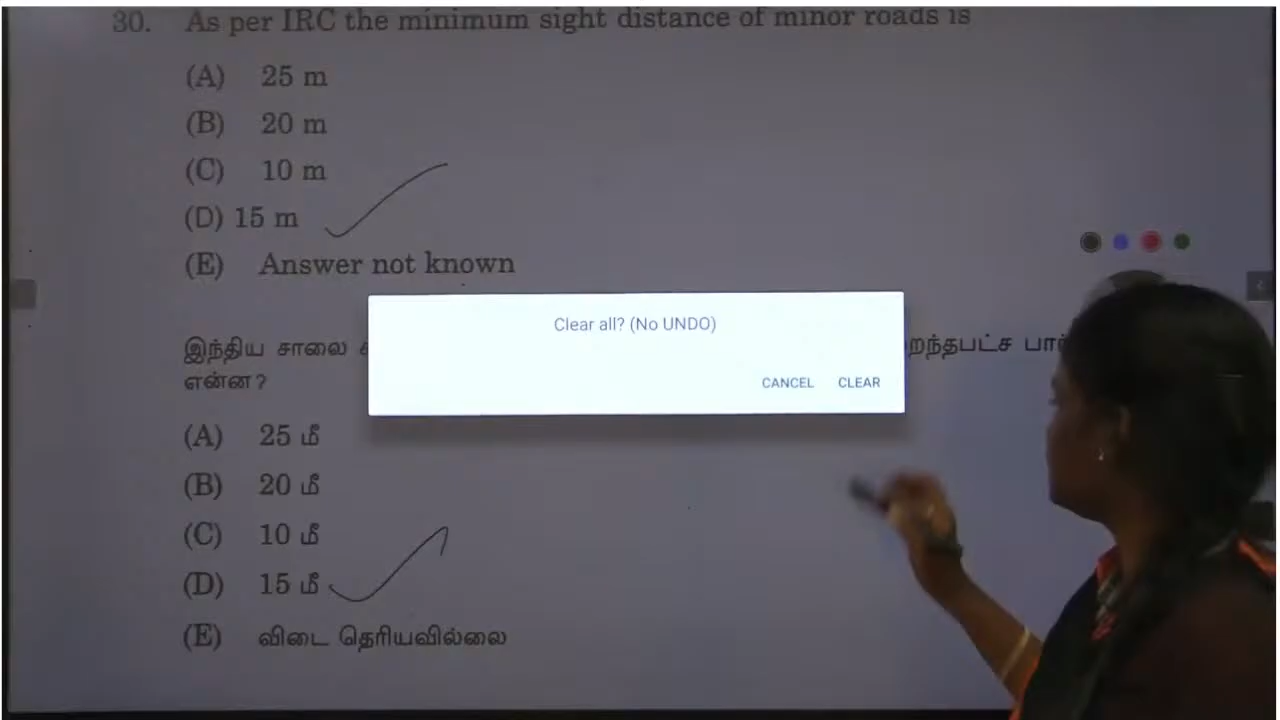 30. As per IRC the minimum sight distance of minor roads is
(A) 25 m
(B) 20 m
(C) 10 m
(D) 15 m
(E) Answer not known
Clear all? (No UNDO)
CANCEL CLEAR
இந்திய சாலை
என்ன?
(A) 25 மீ
(B) 20 மீ
(C) 10 மீ
(D) 15 மீ
(E) விடை தெரியவில்லை